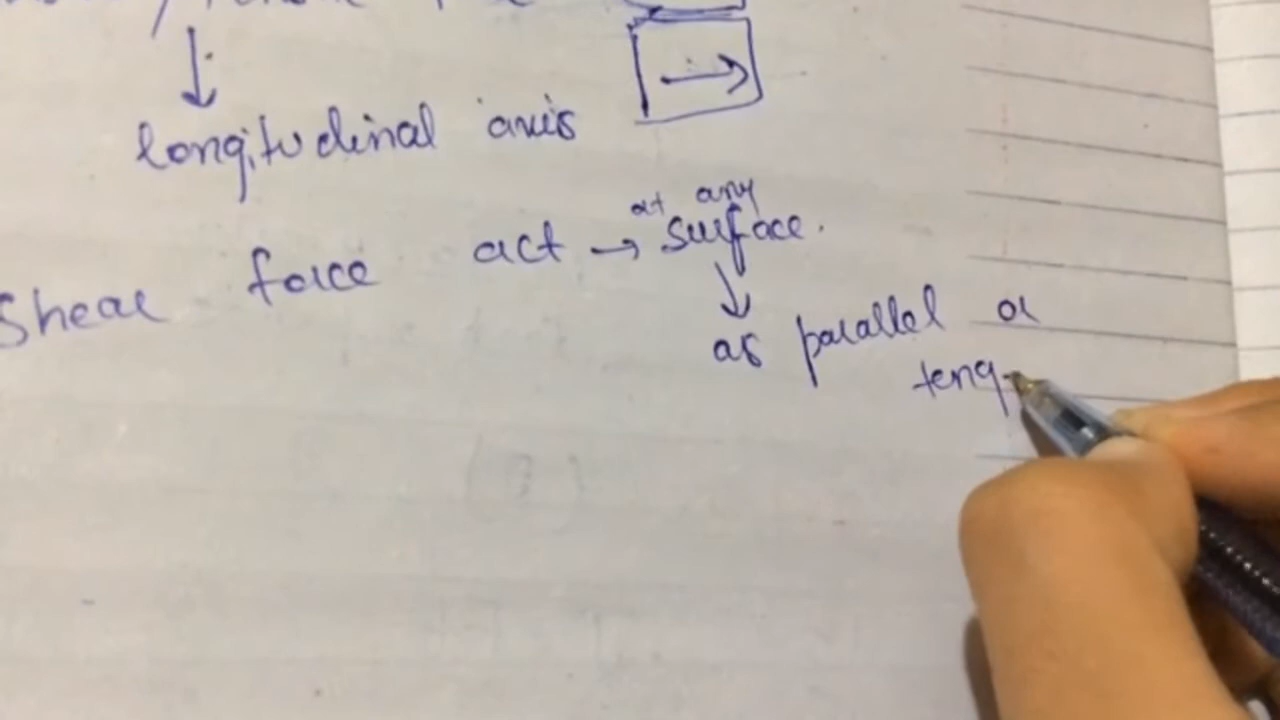 longitudinal axis
Shear force act → at any surface.
↓
as parallel or
teng